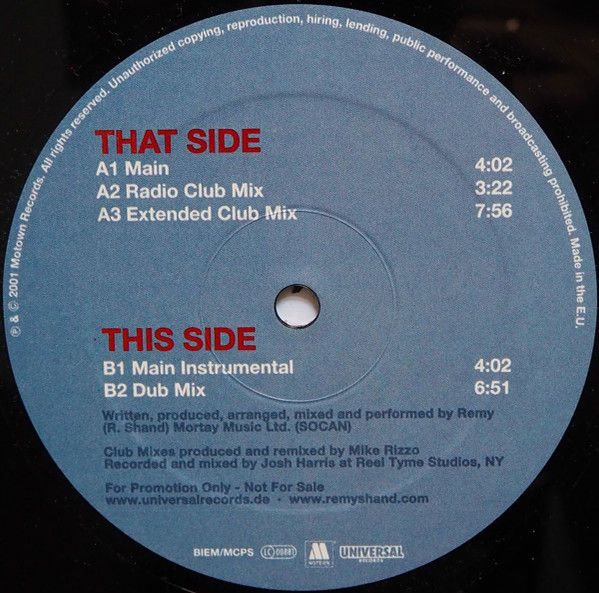 ℗ & © 2001 Motown Records. All rights reserved. Unauthorized copying, reproduction, hiring, lending, public performance and broadcasting prohibited. Made in the E.U.
THAT SIDE
A1 Main 4:02
A2 Radio Club Mix 3:22
A3 Extended Club Mix 7:56
THIS SIDE
B1 Main Instrumental 4:02
B2 Dub Mix 6:51
Written, produced, arranged, mixed and performed by Remy
(R. Shand) Mortay Music Ltd. (SOCAN)
Club Mixes produced and remixed by Mike Rizzo
Recorded and mixed by Josh Harris at Reel Tyme Studios, NY
For Promotion Only - Not For Sale
www.universalrecords.de · www.remyshand.com
BIEM/MCPS LC 0088 M MOTOWN UNIVERSAL RECORDS